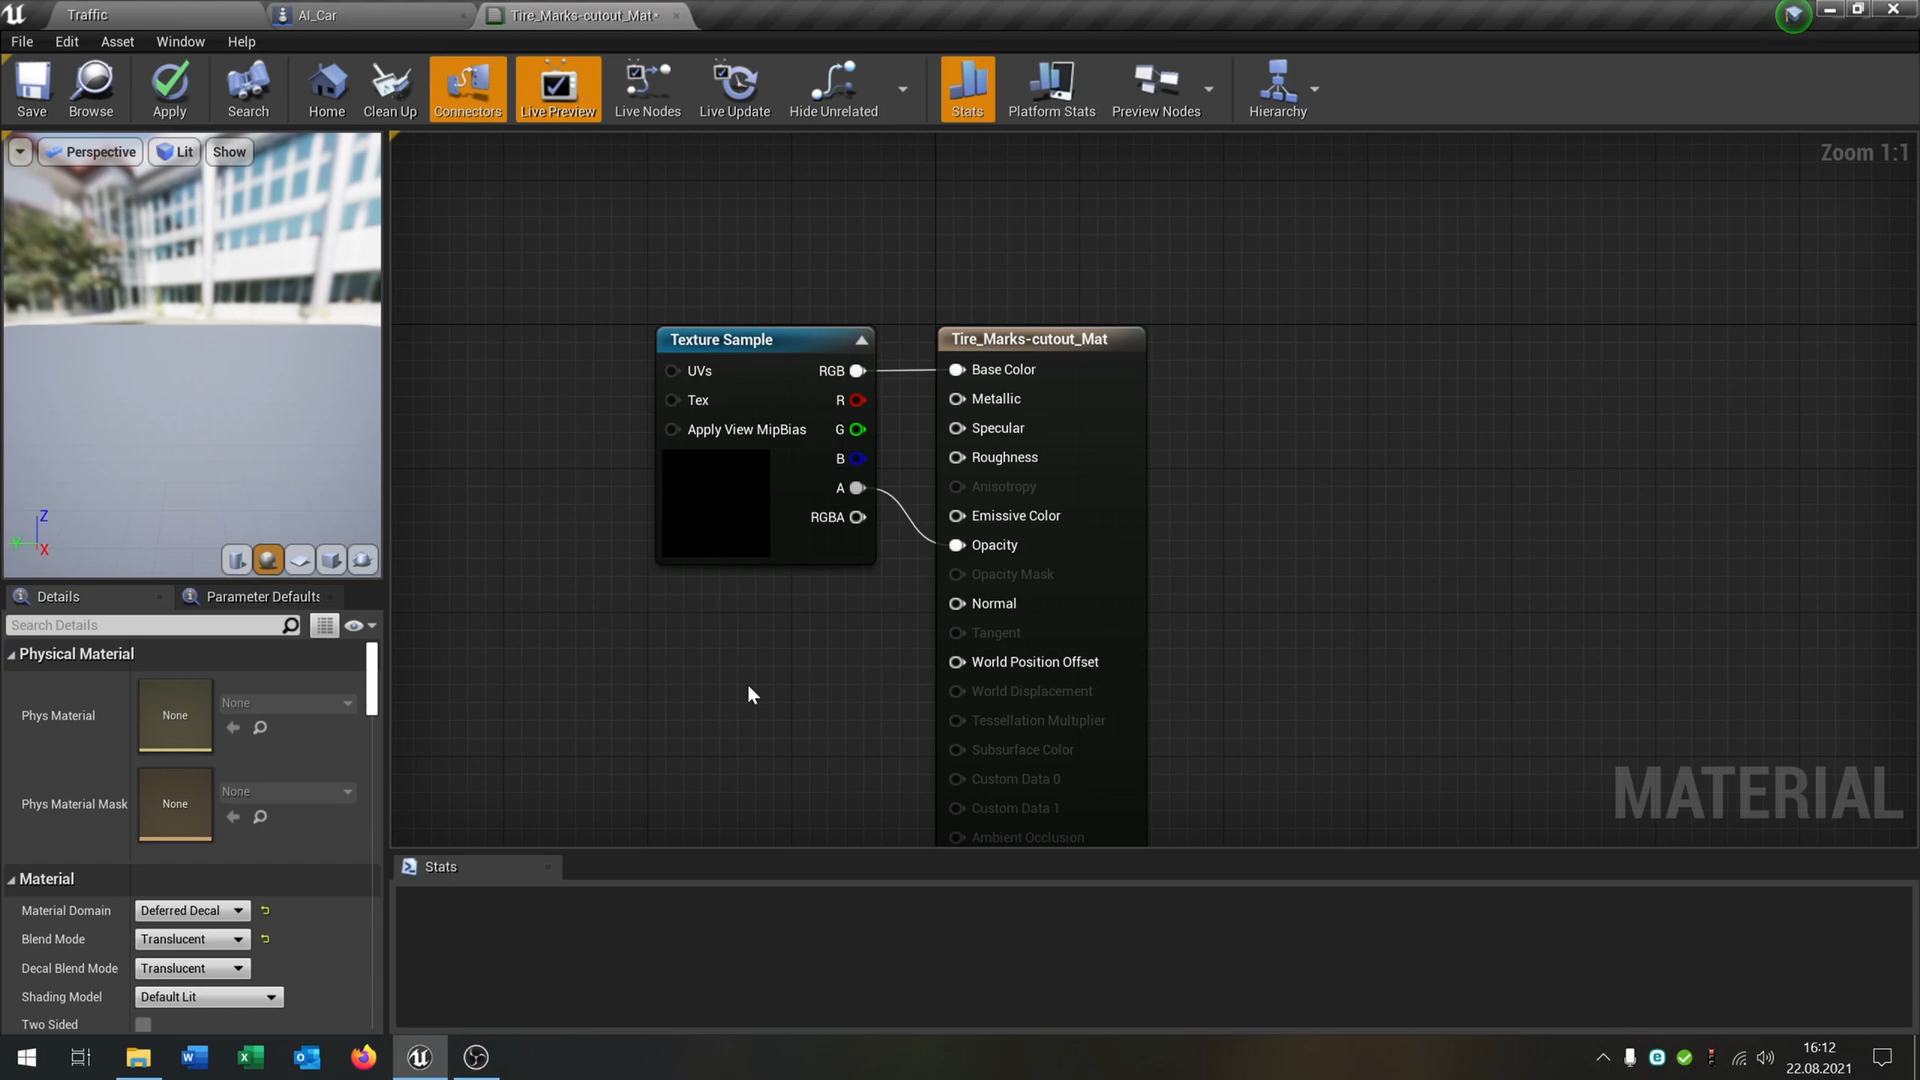 Traffic
AI_Car
Tire_Marks-cutout_Mat*
File
Edit
Asset
Window
Help
Save
Browse
Apply
Search
Home
Clean Up
Connectors
Live Preview
Live Nodes
Live Update
Hide Unrelated
Stats
Platform Stats
Preview Nodes
Hierarchy
Perspective
Lit
Show
Zoom 1:1
Z
Y
X
Texture Sample
UVs
Tex
Apply View MipBias
RGB
R
G
B
A
RGBA
Tire_Marks-cutout_Mat
Base Color
Metallic
Specular
Roughness
Anisotropy
Emissive Color
Opacity
Opacity Mask
Normal
Tangent
World Position Offset
World Displacement
Tessellation Multiplier
Subsurface Color
Custom Data 0
Custom Data 1
Ambient Occlusion
MATERIAL
Details
Parameter Defaults
Search Details
Physical Material
Phys Material
None
None
Phys Material Mask
None
None
Material
Material Domain
Deferred Decal
Blend Mode
Translucent
Decal Blend Mode
Translucent
Shading Model
Default Lit
Two Sided
Stats
16:12
22.08.2021